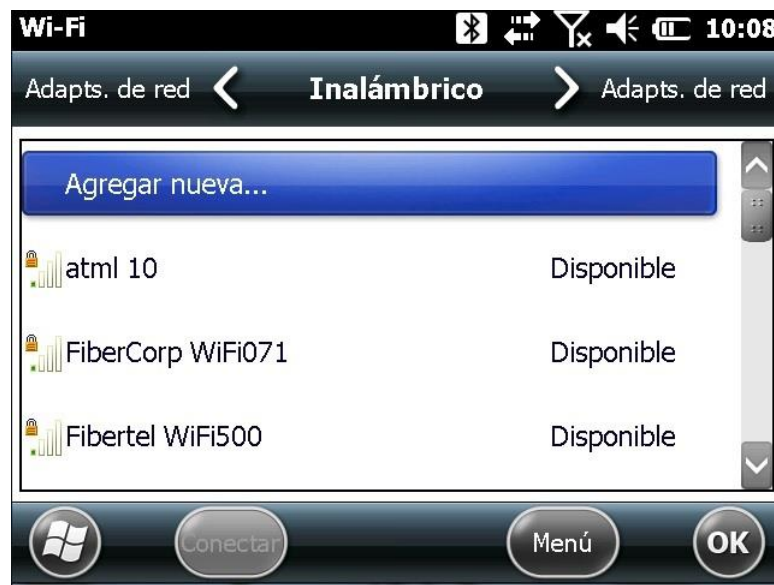 Wi-Fi 10:08
Adapts. de red Inalámbrico Adapts. de red
Agregar nueva...
atml 10 Disponible
FiberCorp WiFi071 Disponible
Fibertel WiFi500 Disponible
Conectar Menú OK